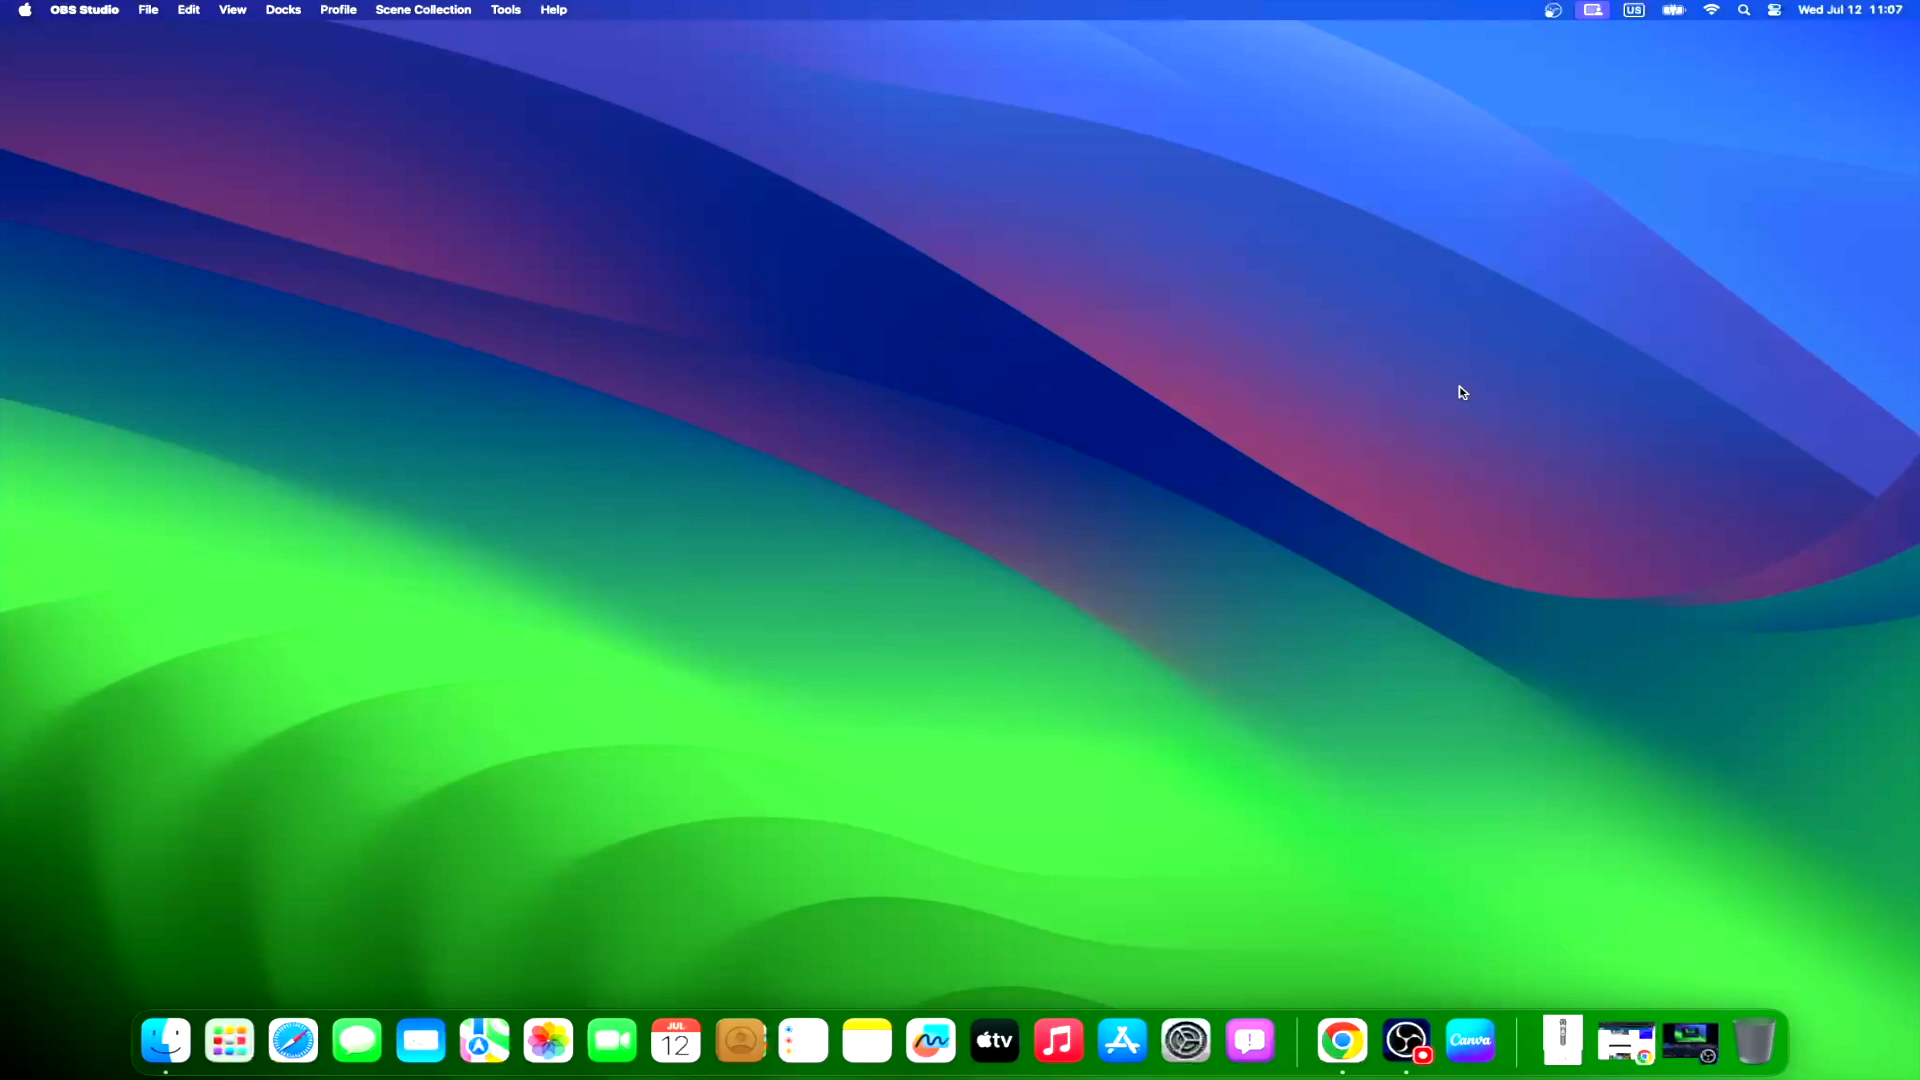 OBS Studio File Edit View Docks Profile Scene Collection Tools Help US Wed Jul 12 11:07
JUL
12
tv
Canva